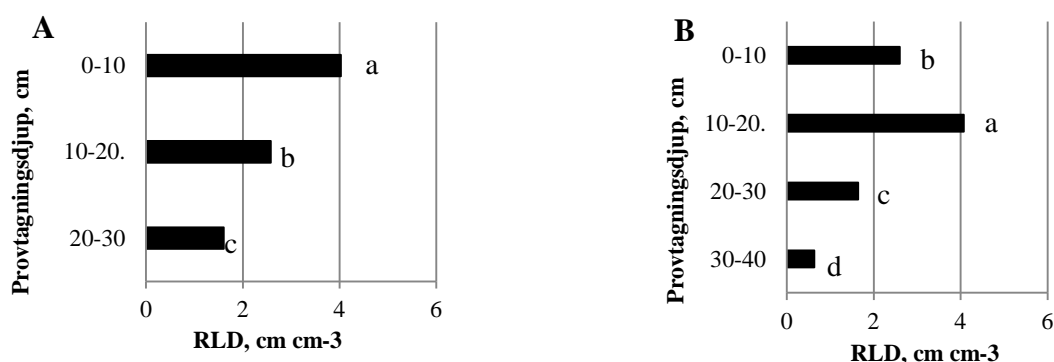 A
Provtagningsdjup, cm
0-10
a
10-20.
b
20-30
c
0 2 4 6
RLD, cm cm-3
B
Provtagningsdjup, cm
0-10
b
10-20.
a
20-30
c
30-40
d
0 2 4 6
RLD, cm cm-3